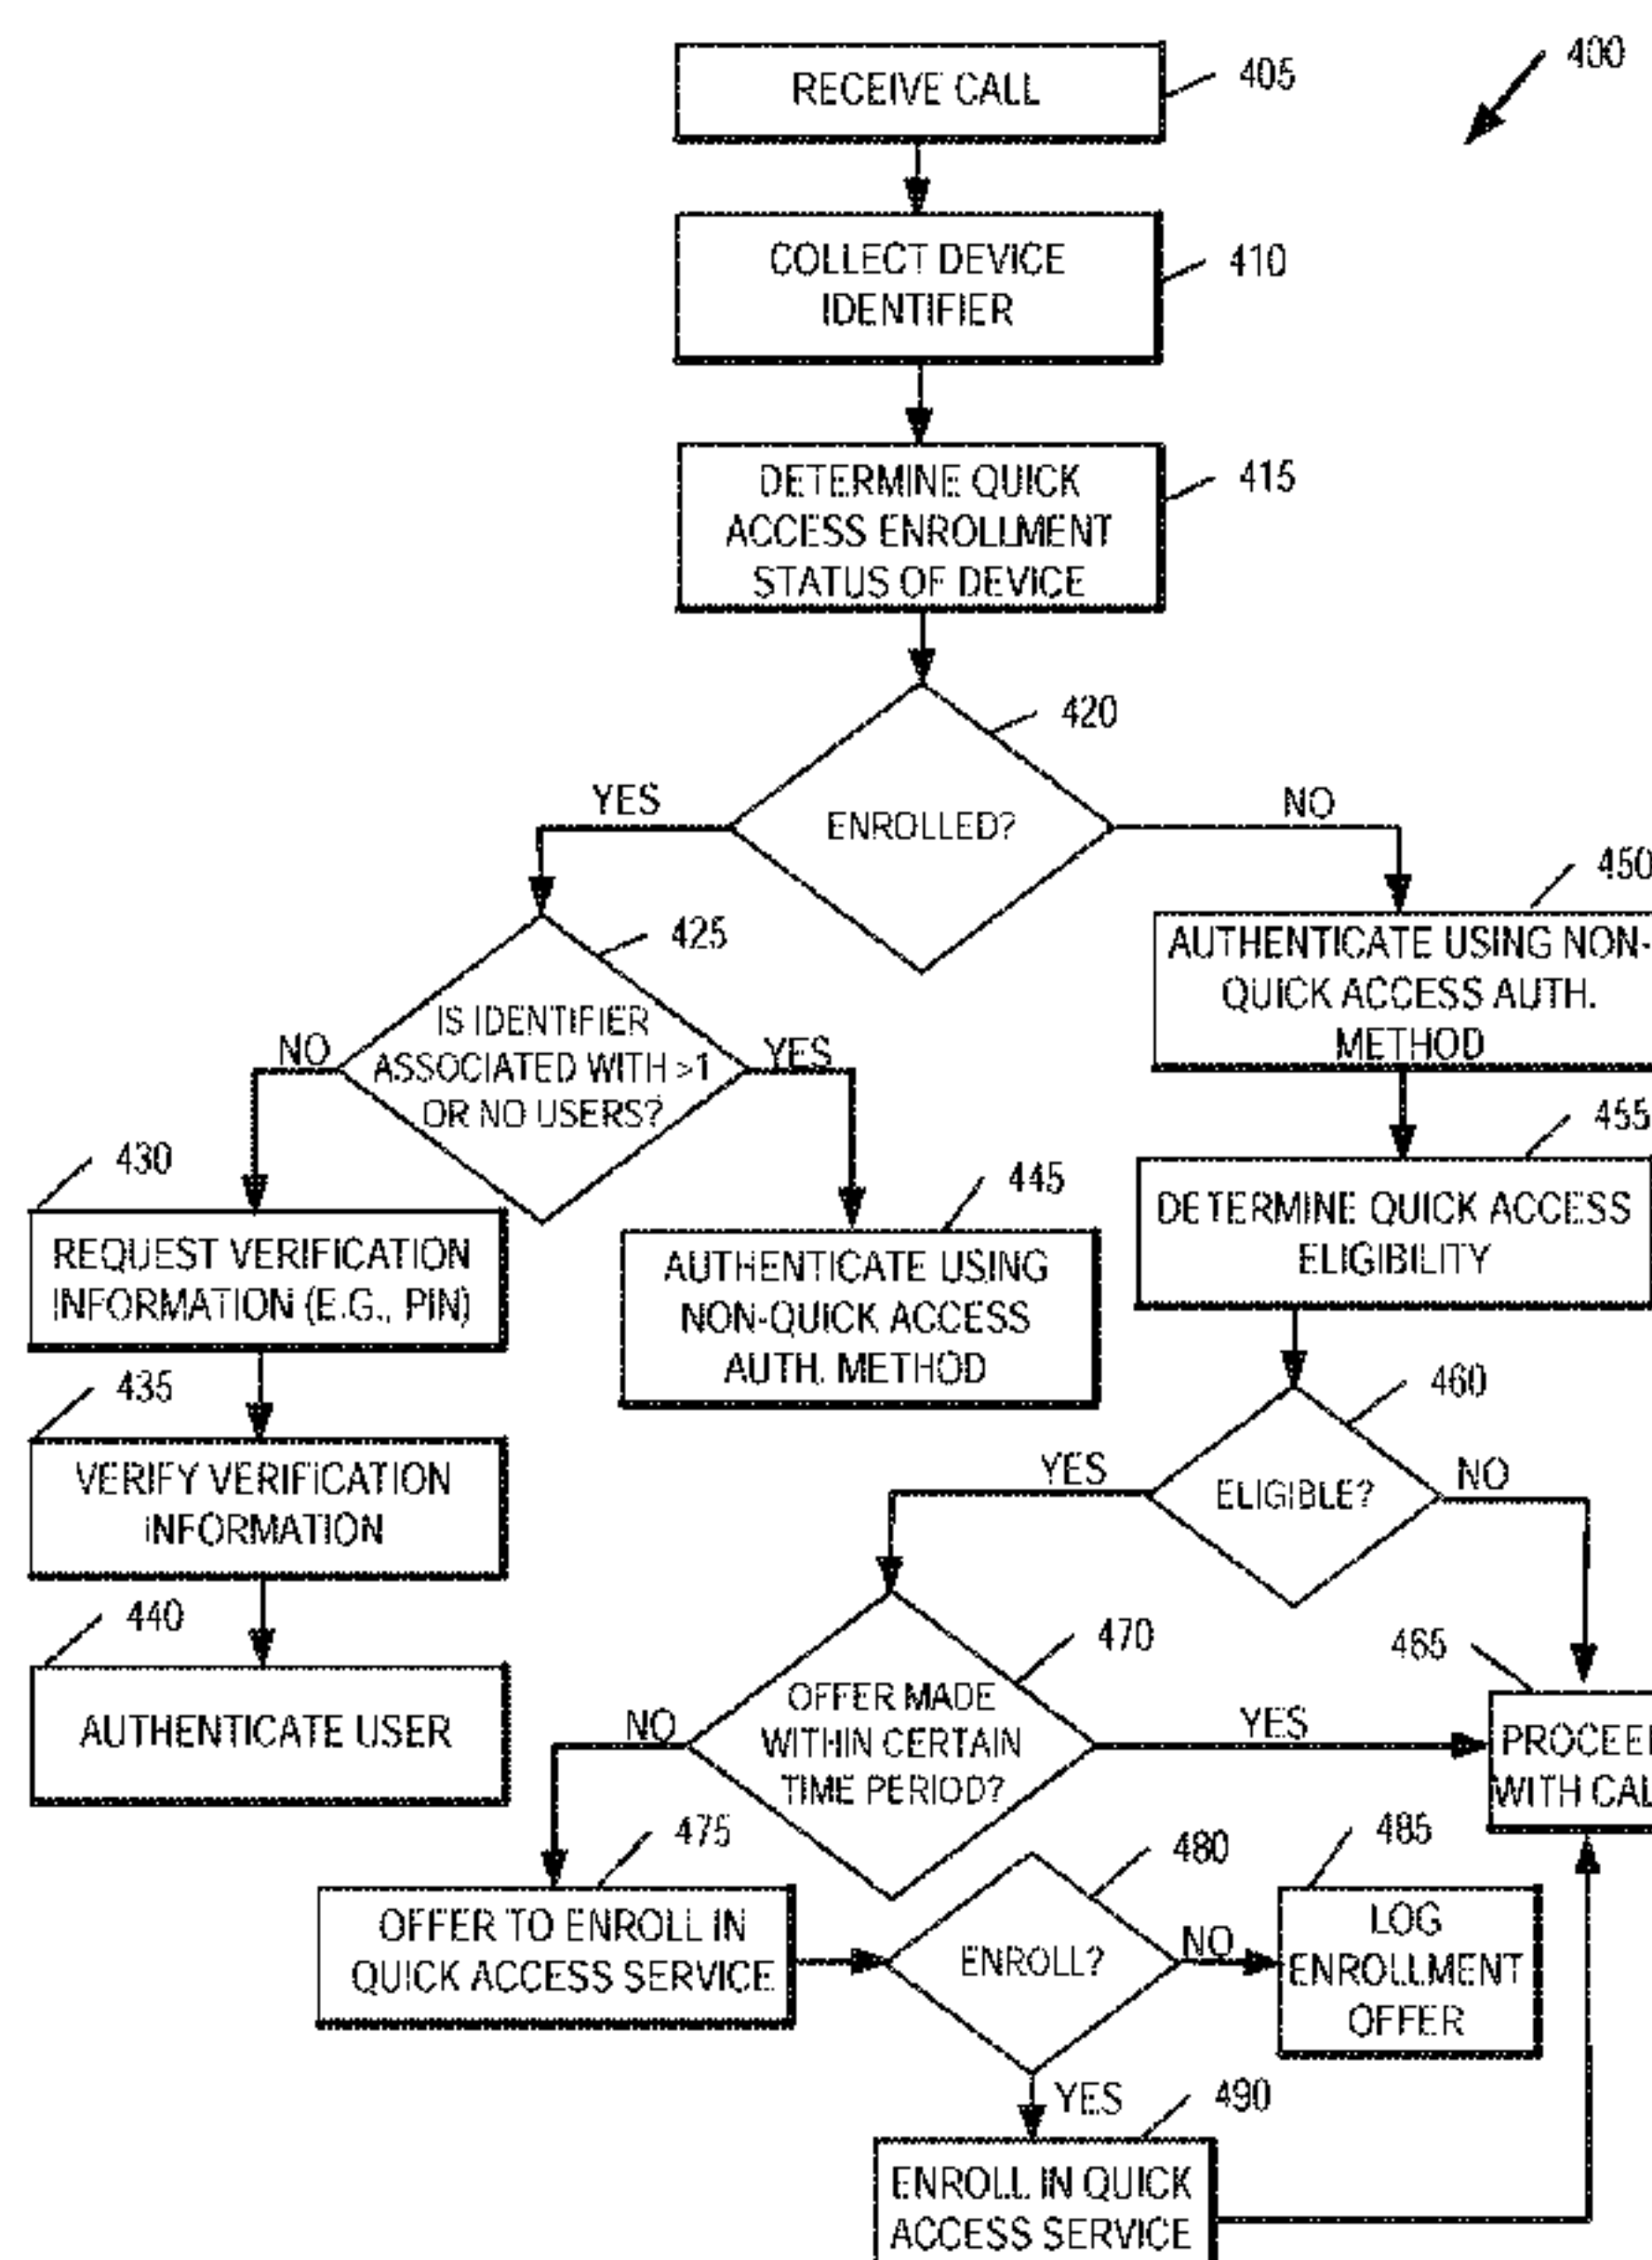 400
RECEIVE CALL
405
COLLECT DEVICE
IDENTIFIER
410
DETERMINE QUICK
ACCESS ENROLLMENT
STATUS OF DEVICE
415
420
ENROLLED?
YES
NO
425
IS IDENTIFIER
ASSOCIATED WITH >1
OR NO USERS?
NO
YES
450
AUTHENTICATE USING NON-
QUICK ACCESS AUTH.
METHOD
455
DETERMINE QUICK ACCESS
ELIGIBILITY
430
REQUEST VERIFICATION
INFORMATION (E.G., PIN)
445
AUTHENTICATE USING
NON-QUICK ACCESS
AUTH. METHOD
435
VERIFY VERIFICATION
INFORMATION
460
ELIGIBLE?
YES
NO
440
AUTHENTICATE USER
470
OFFER MADE
WITHIN CERTAIN
TIME PERIOD?
NO
YES
465
PROCEE
WITH CAL
475
OFFER TO ENROLL IN
QUICK ACCESS SERVICE
480
ENROLL?
NO
485
LOG
ENROLLMENT
OFFER
YES
490
ENROLL IN QUICK
ACCESS SERVICE